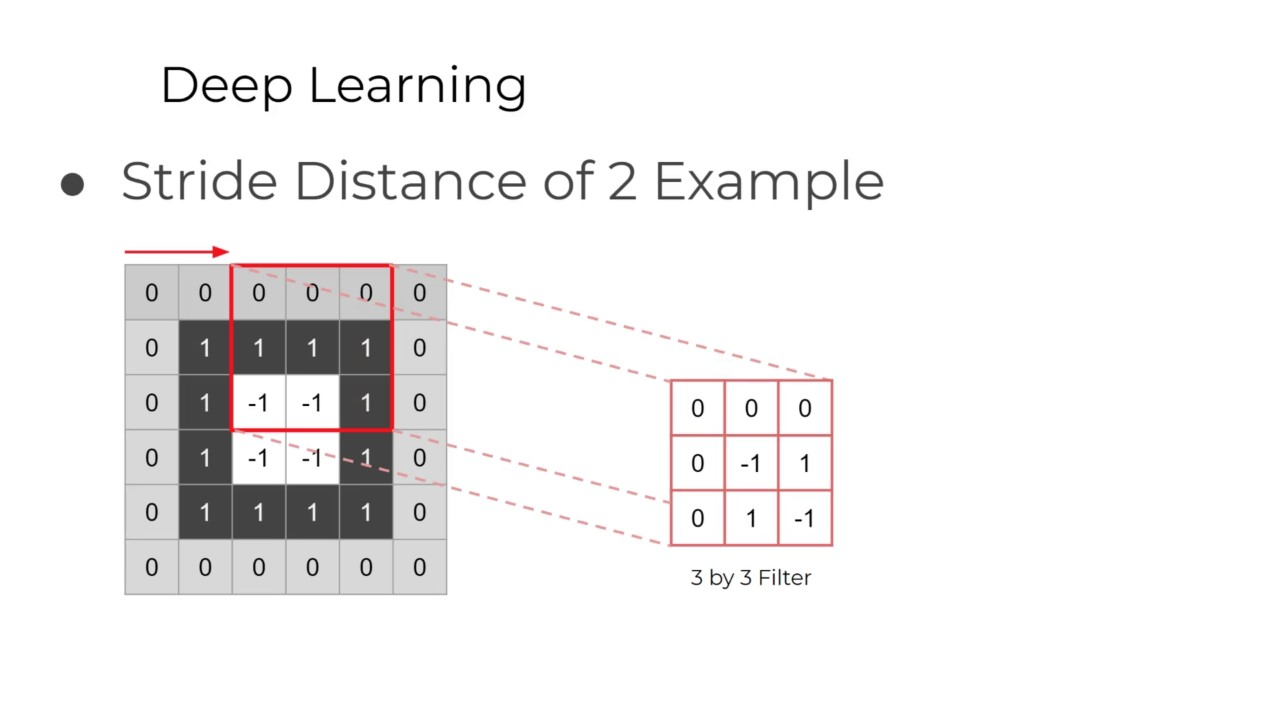 Deep Learning
● Stride Distance of 2 Example
0 0 0 0 0 0
0 1 1 1 1 0
0 1 -1 -1 1 0
0 1 -1 -1 1 0
0 1 1 1 1 0
0 0 0 0 0 0
0 0 0
0 -1 1
0 1 -1
3 by 3 Filter